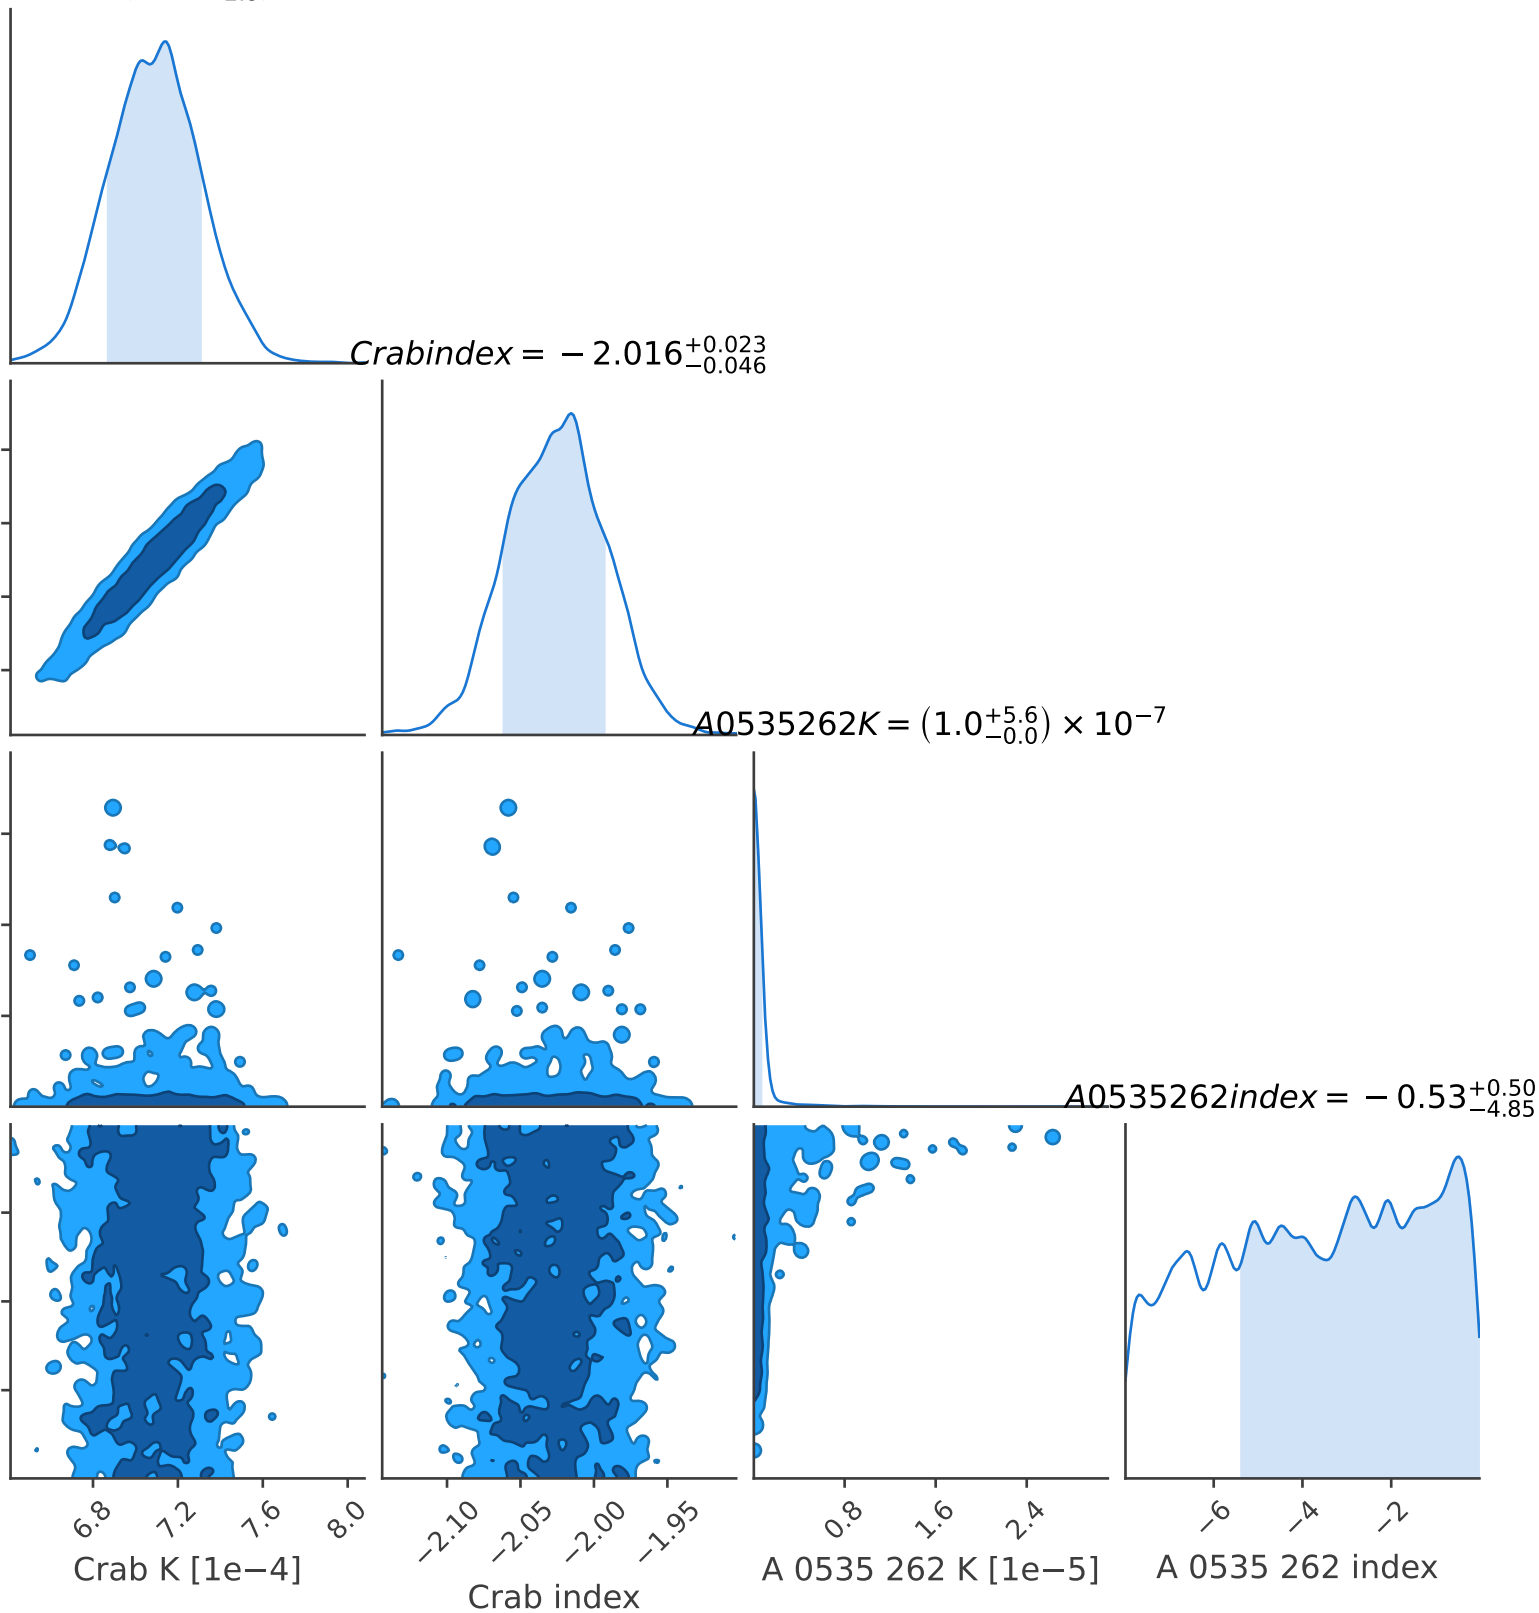 Crabindex = −2.016 +0.023 −0.046
A0535262K = (1.0 +5.6 −0.0) × 10−7
A0535262index = −0.53 +0.50 −4.85
6.8 7.2 7.6 8.0 −2.10 −2.05 −2.00 −1.95 0.8 1.6 2.4 −6 −4 −2
Crab K [1e−4] Crab index A 0535 262 K [1e−5] A 0535 262 index